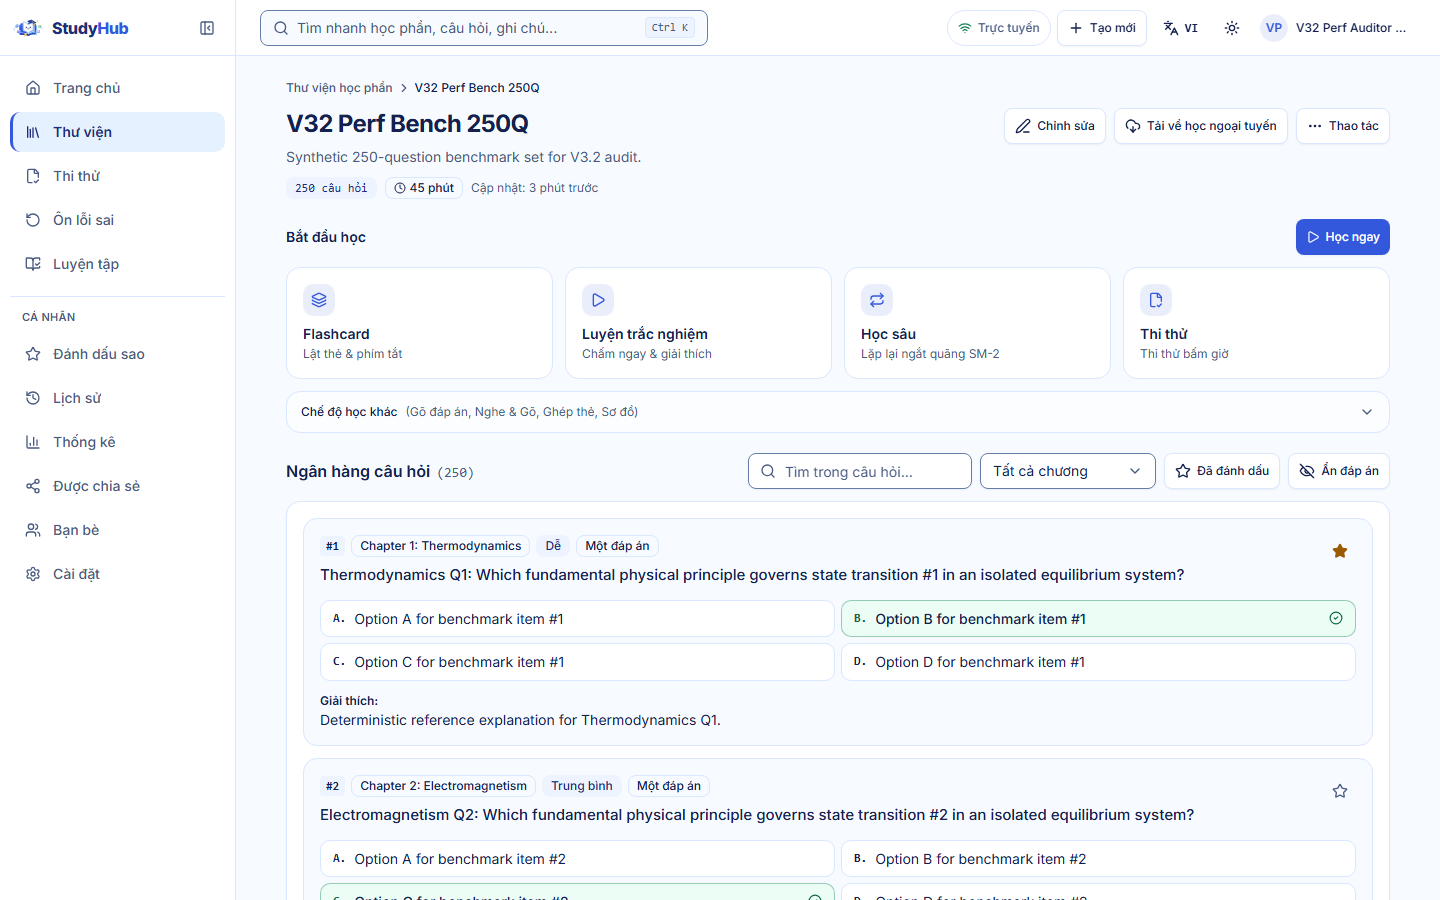 StudyHub
Tìm nhanh học phần, câu hỏi, ghi chú...
Ctrl K
Trực tuyến
Tạo mới
VI
VP
V32 Perf Auditor ...
Trang chủ
Thư viện
Thi thử
Ôn lỗi sai
Luyện tập
CÁ NHÂN
Đánh dấu sao
Lịch sử
Thống kê
Được chia sẻ
Bạn bè
Cài đặt
Thư viện học phần > V32 Perf Bench 250Q
V32 Perf Bench 250Q
Chỉnh sửa
Tải về học ngoại tuyến
Thao tác
Synthetic 250-question benchmark set for V3.2 audit.
250 câu hỏi
45 phút
Cập nhật: 3 phút trước
Bắt đầu học
Học ngay
Flashcard
Lật thẻ & phím tắt
Luyện trắc nghiệm
Chấm ngay & giải thích
Học sâu
Lặp lại ngắt quãng SM-2
Thi thử
Thi thử bấm giờ
Chế độ học khác (Gõ đáp án, Nghe & Gõ, Ghép thẻ, Sơ đồ)
Ngân hàng câu hỏi (250)
Tìm trong câu hỏi...
Tất cả chương
Đã đánh dấu
Ẩn đáp án
#1 Chapter 1: Thermodynamics Dễ Một đáp án
Thermodynamics Q1: Which fundamental physical principle governs state transition #1 in an isolated equilibrium system?
A. Option A for benchmark item #1
B. Option B for benchmark item #1
C. Option C for benchmark item #1
D. Option D for benchmark item #1
Giải thích:
Deterministic reference explanation for Thermodynamics Q1.
#2 Chapter 2: Electromagnetism Trung bình Một đáp án
Electromagnetism Q2: Which fundamental physical principle governs state transition #2 in an isolated equilibrium system?
A. Option A for benchmark item #2
B. Option B for benchmark item #2
C. Option C for benchmark item #2
D. Option D for benchmark item #2